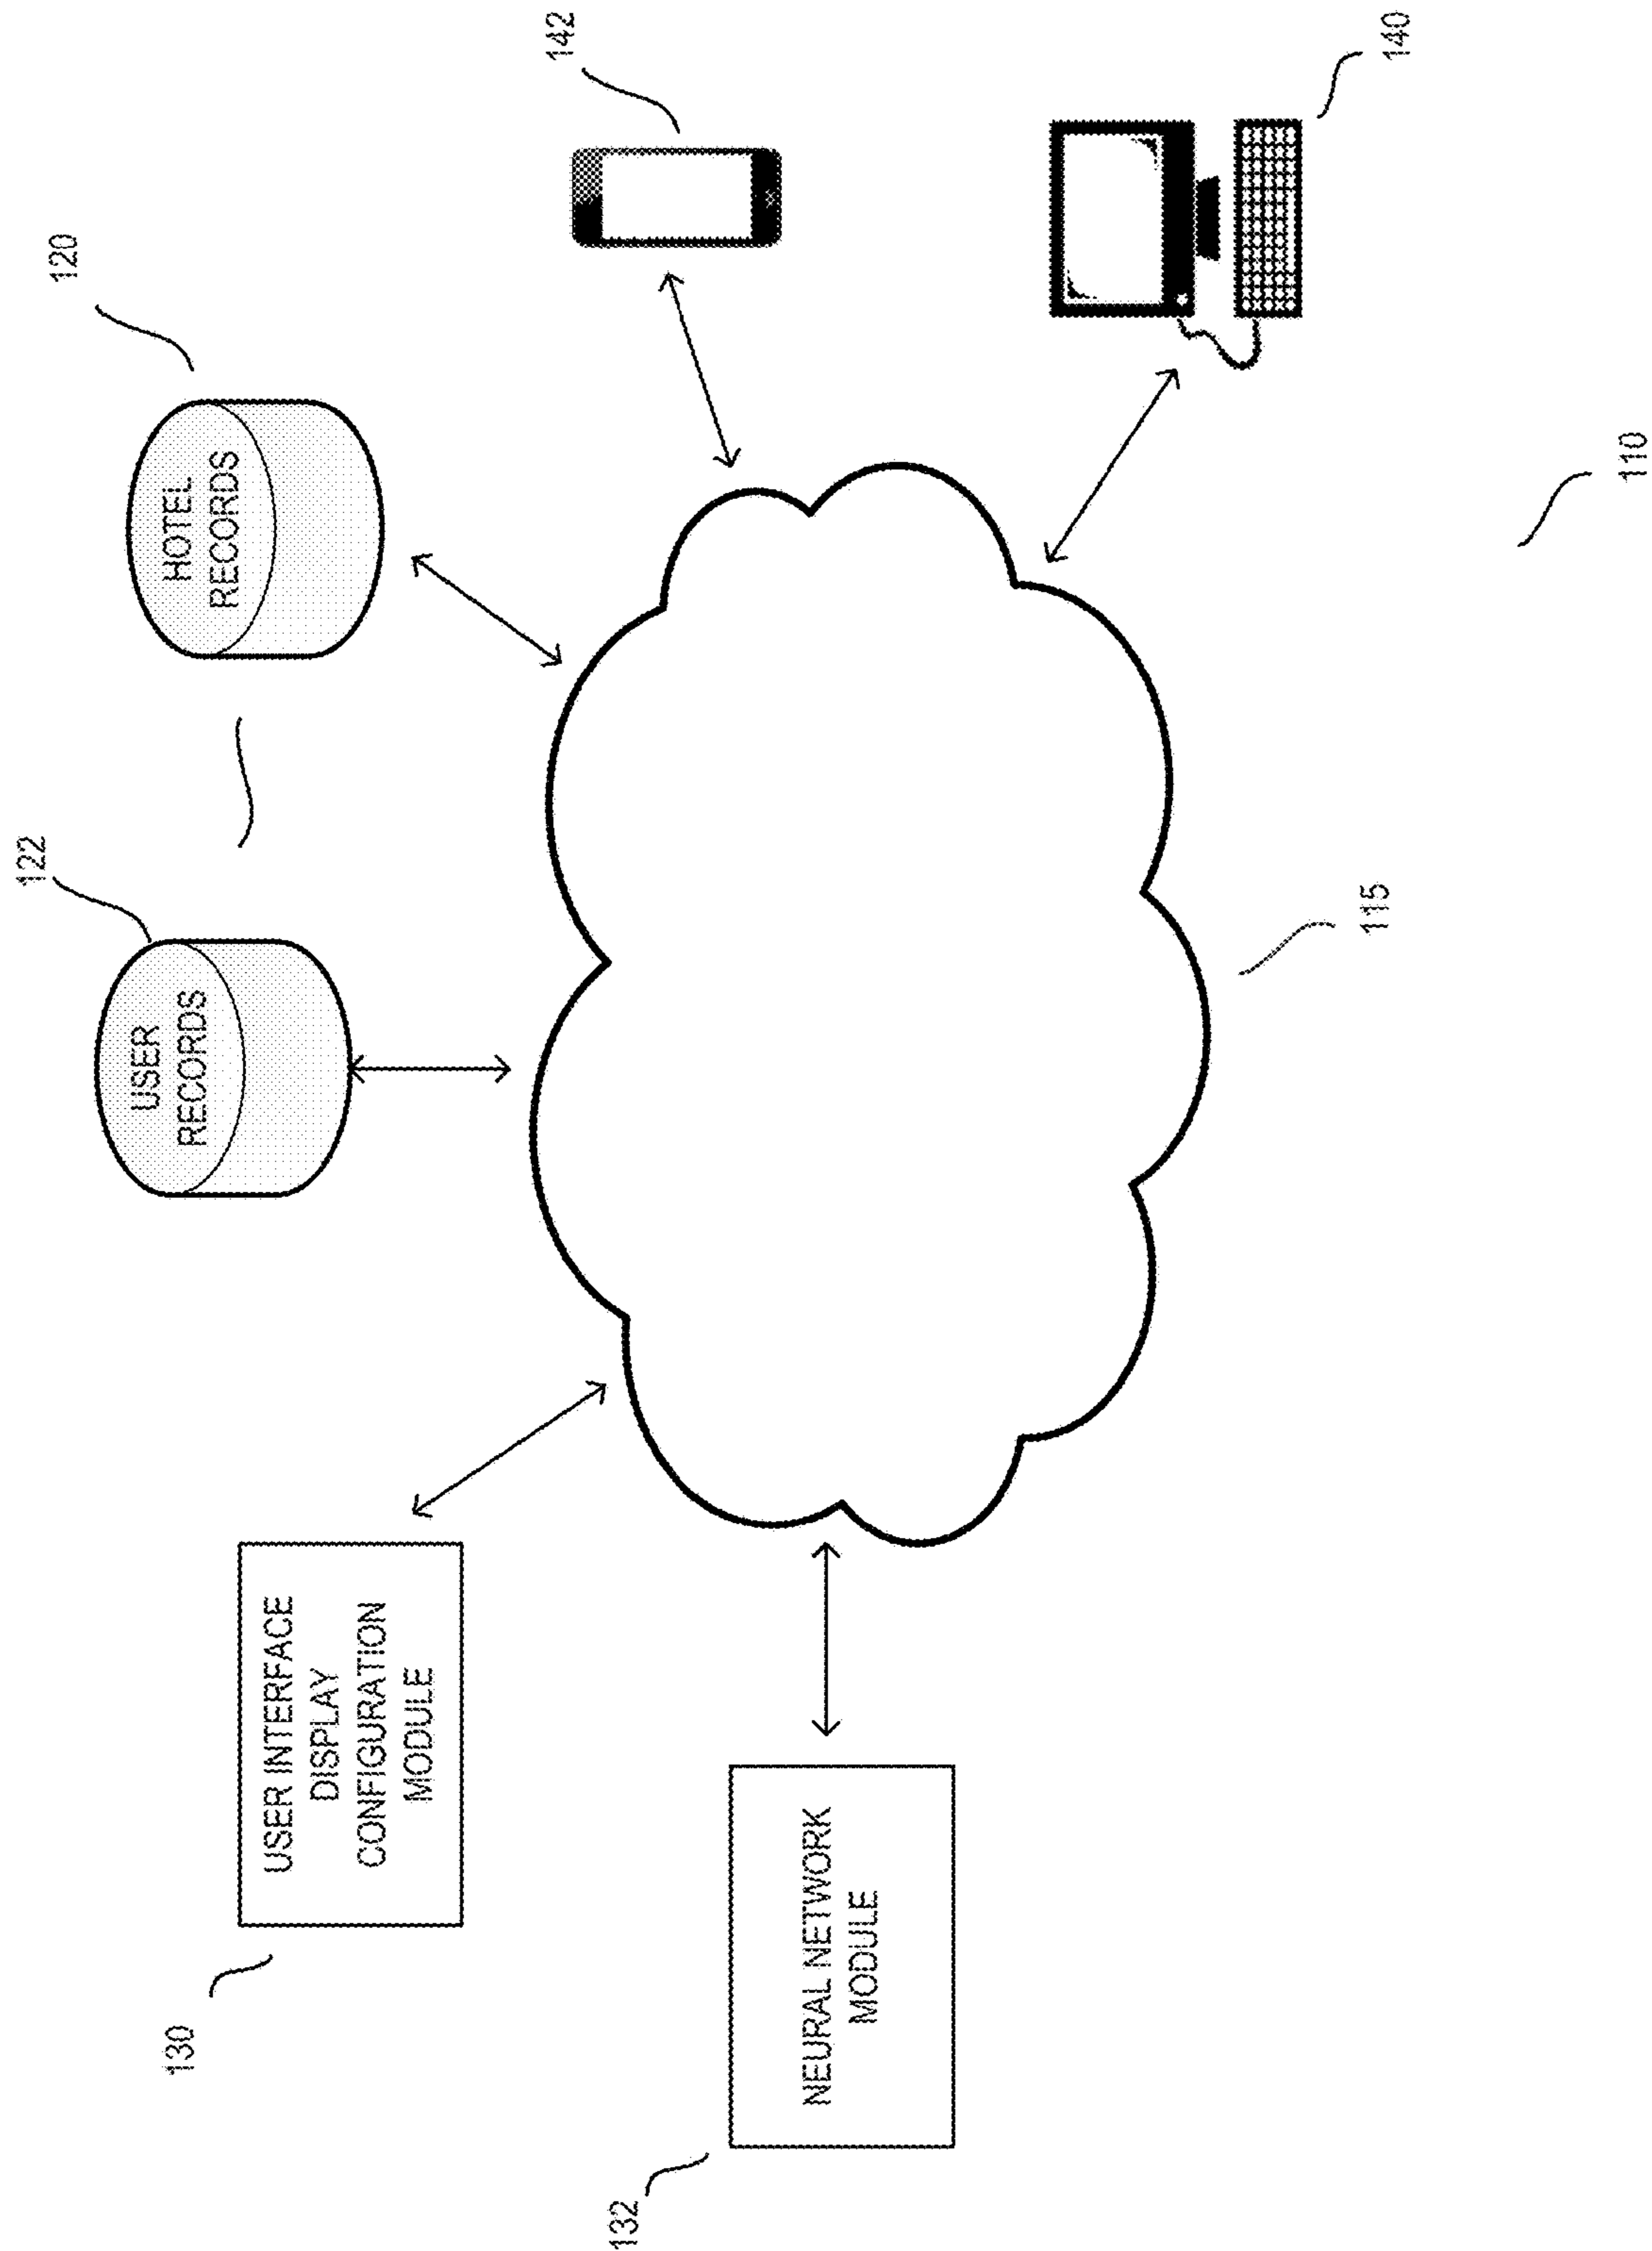 122
120
USER
RECORDS
HOTEL
RECORDS
130
USER INTERFACE
DISPLAY
CONFIGURATION
MODULE
142
132
NEURAL NETWORK
MODULE
115
140
110